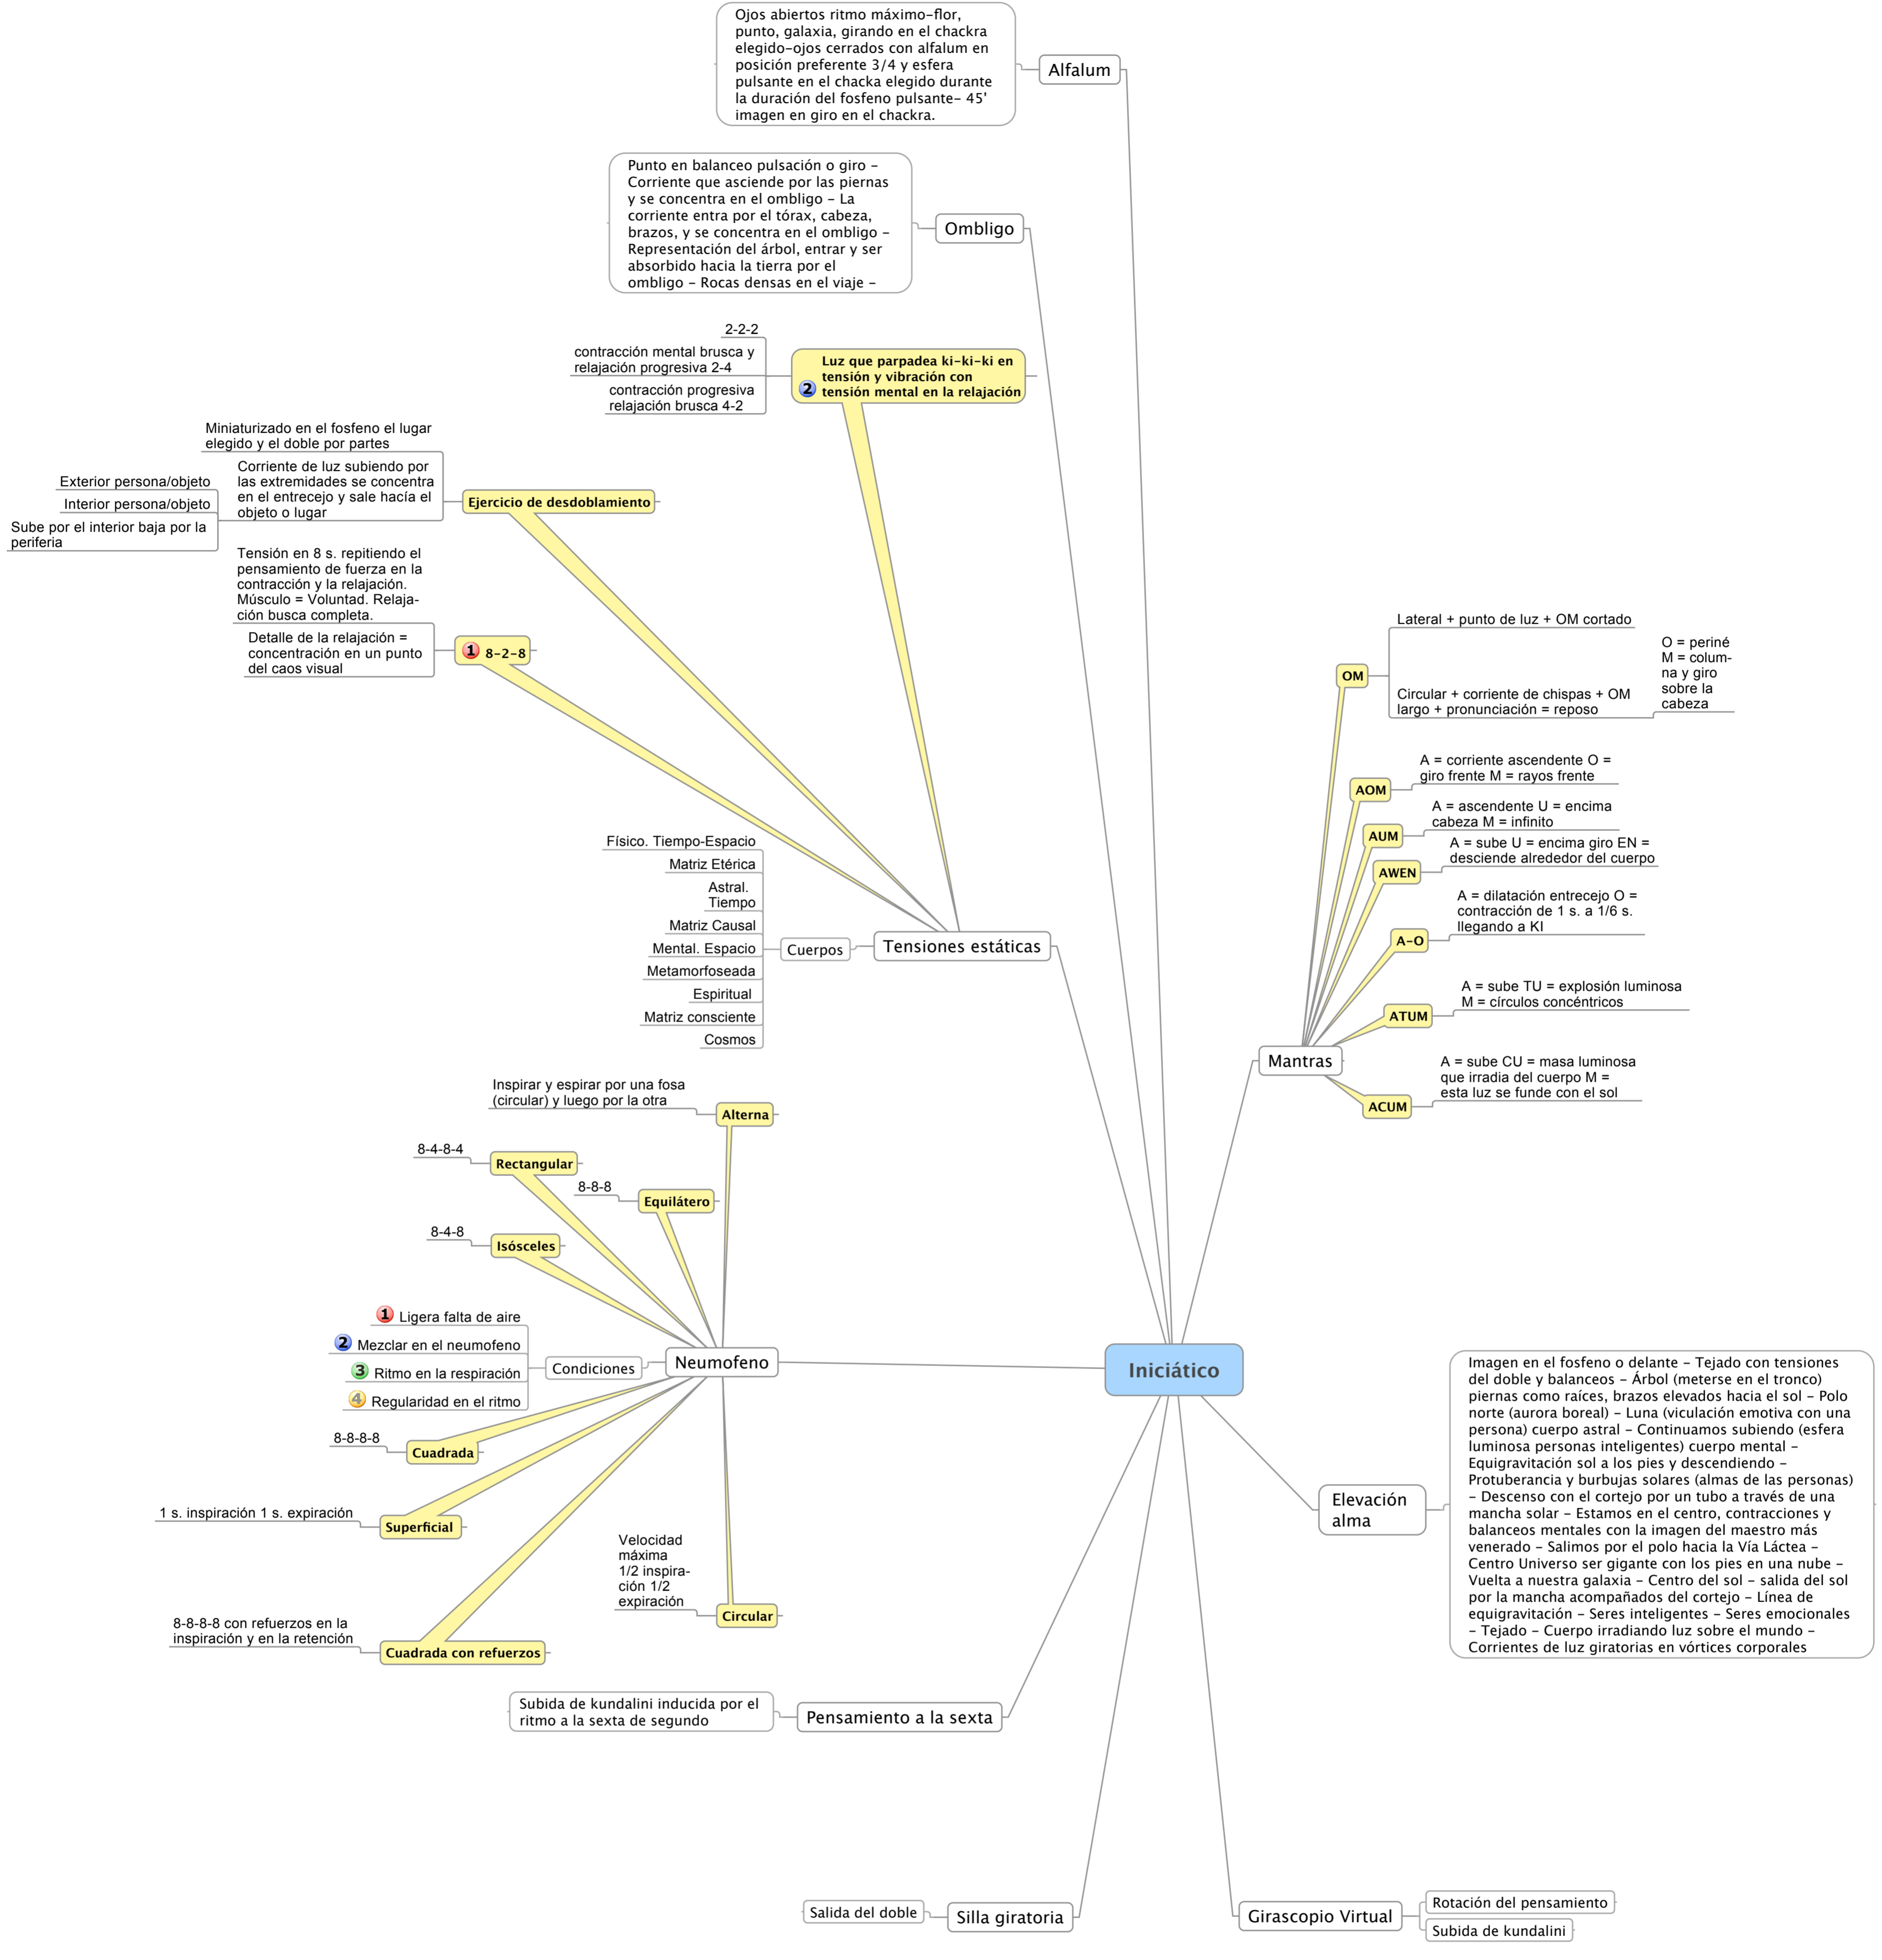 Ojos abiertos ritmo máximo-flor,
punto, galaxia, girando en el chackra
elegido-ojos cerrados con alfalum en
posición preferente 3/4 y esfera
pulsante en el chacka elegido durante
la duración del fosfeno pulsante- 45'
imagen en giro en el chackra.
Alfalum
Punto en balanceo pulsación o giro -
Corriente que asciende por las piernas
y se concentra en el ombligo - La
corriente entra por el tórax, cabeza,
brazos, y se concentra en el ombligo -
Representación del árbol, entrar y ser
absorbido hacia la tierra por el
ombligo - Rocas densas en el viaje -
Ombligo
2-2-2
contracción mental brusca y
relajación progresiva 2-4
contracción progresiva
relajación brusca 4-2
Luz que parpadea ki-ki-ki en
tensión y vibración con
2 tensión mental en la relajación
Miniaturizado en el fosfeno el lugar
elegido y el doble por partes
Corriente de luz subiendo por
las extremidades se concentra
en el entrecejo y sale hacía el
objeto o lugar
Exterior persona/objeto
Interior persona/objeto
Sube por el interior baja por la
periferia
Ejercicio de desdoblamiento
Tensión en 8 s. repitiendo el
pensamiento de fuerza en la
contracción y la relajación.
Músculo = Voluntad. Relaja-
ción busca completa.
Detalle de la relajación =
concentración en un punto
del caos visual
1 8-2-8
Físico. Tiempo-Espacio
Matriz Etérica
Astral.
Tiempo
Matriz Causal
Mental. Espacio
Metamorfoseada
Espiritual
Matriz consciente
Cosmos
Cuerpos
Tensiones estáticas
Lateral + punto de luz + OM cortado
OM
Circular + corriente de chispas + OM
largo + pronunciación = reposo
O = periné
M = colum-
na y giro
sobre la
cabeza
A = corriente ascendente O =
giro frente M = rayos frente
AOM
A = ascendente U = encima
cabeza M = infinito
AUM
A = sube U = encima giro EN =
desciende alrededor del cuerpo
AWEN
A = dilatación entrecejo O =
contracción de 1 s. a 1/6 s.
llegando a KI
A-O
A = sube TU = explosión luminosa
M = círculos concéntricos
ATUM
Mantras
A = sube CU = masa luminosa
que irradia del cuerpo M =
esta luz se funde con el sol
ACUM
Inspirar y espirar por una fosa
(circular) y luego por la otra
Alterna
8-4-8-4
Rectangular
8-8-8
Equilátero
8-4-8
Isósceles
1 Ligera falta de aire
2 Mezclar en el neumofeno
3 Ritmo en la respiración
4 Regularidad en el ritmo
Condiciones
Neumofeno
8-8-8-8
Cuadrada
1 s. inspiración 1 s. expiración
Superficial
Velocidad
máxima
1/2 inspira-
ción 1/2
expiración
Circular
8-8-8-8 con refuerzos en la
inspiración y en la retención
Cuadrada con refuerzos
Iniciático
Imagen en el fosfeno o delante - Tejado con tensiones
del doble y balanceos - Árbol (meterse en el tronco)
piernas como raíces, brazos elevados hacia el sol - Polo
norte (aurora boreal) - Luna (viculación emotiva con una
persona) cuerpo astral - Continuamos subiendo (esfera
luminosa personas inteligentes) cuerpo mental -
Equigravitación sol a los pies y descendiendo -
Protuberancia y burbujas solares (almas de las personas)
- Descenso con el cortejo por un tubo a través de una
mancha solar - Estamos en el centro, contracciones y
balanceos mentales con la imagen del maestro más
venerado - Salimos por el polo hacia la Vía Láctea -
Centro Universo ser gigante con los pies en una nube -
Vuelta a nuestra galaxia - Centro del sol - salida del sol
por la mancha acompañados del cortejo - Línea de
equigravitación - Seres inteligentes - Seres emocionales
- Tejado - Cuerpo irradiando luz sobre el mundo -
Corrientes de luz giratorias en vórtices corporales
Elevación
alma
Subida de kundalini inducida por el
ritmo a la sexta de segundo
Pensamiento a la sexta
Salida del doble
Silla giratoria
Girascopio Virtual
Rotación del pensamiento
Subida de kundalini